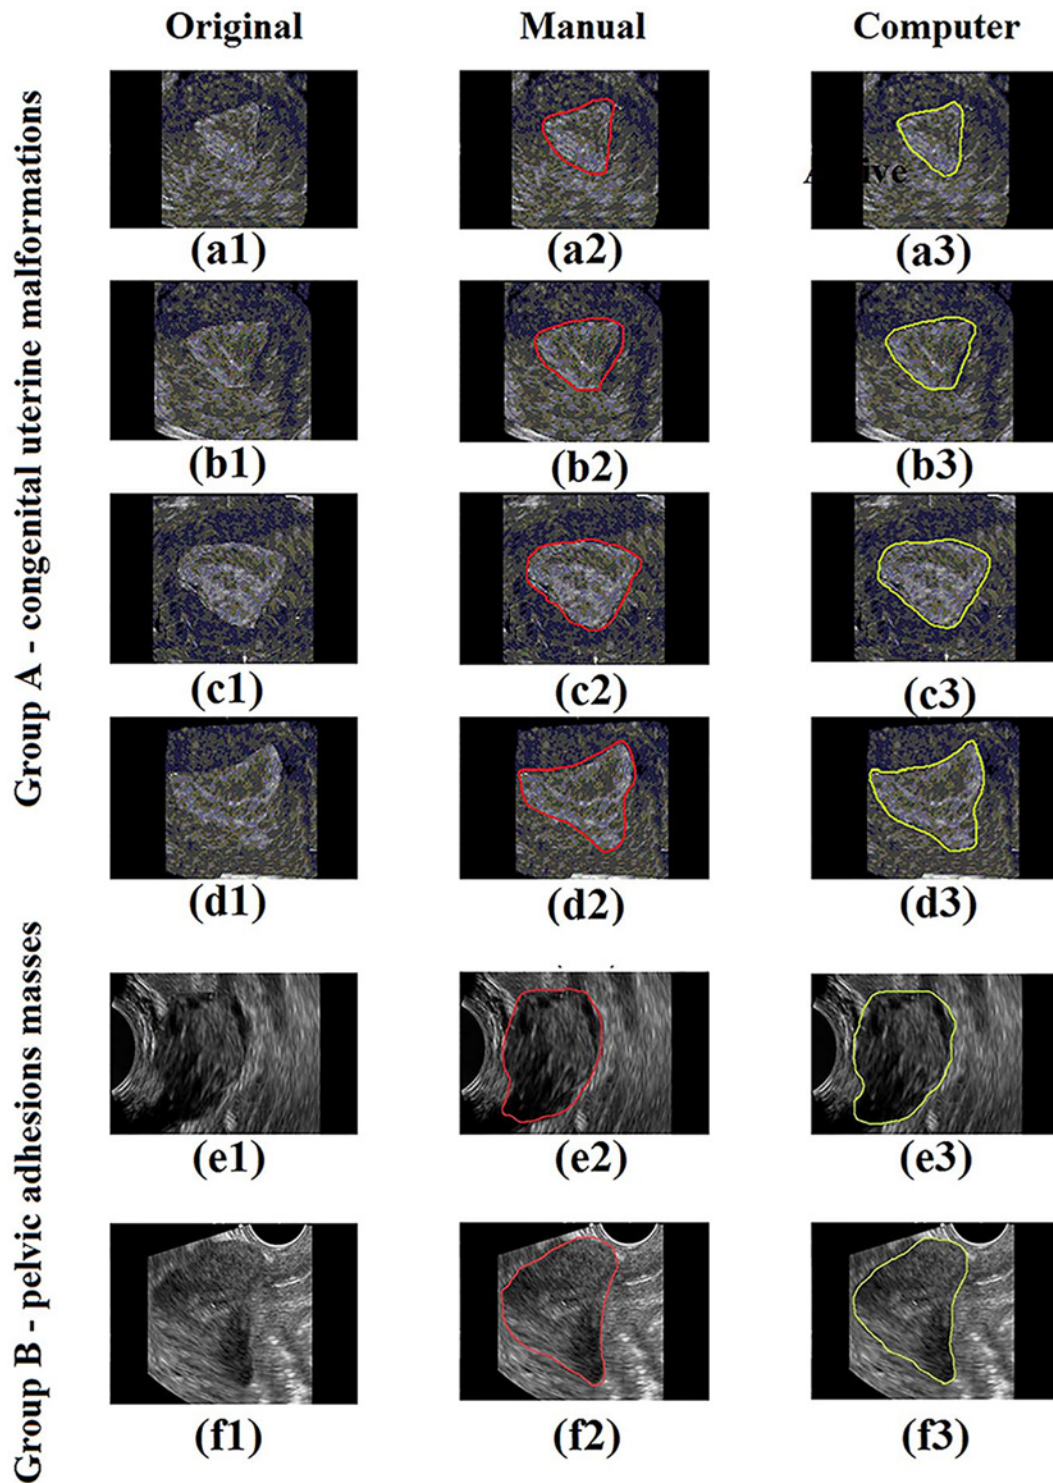 Original Manual Computer
Group A - congenital uterine malformations
(a1) (a2) (a3)
(b1) (b2) (b3)
(c1) (c2) (c3)
(d1) (d2) (d3)
Group B - pelvic adhesions masses
(e1) (e2) (e3)
(f1) (f2) (f3)